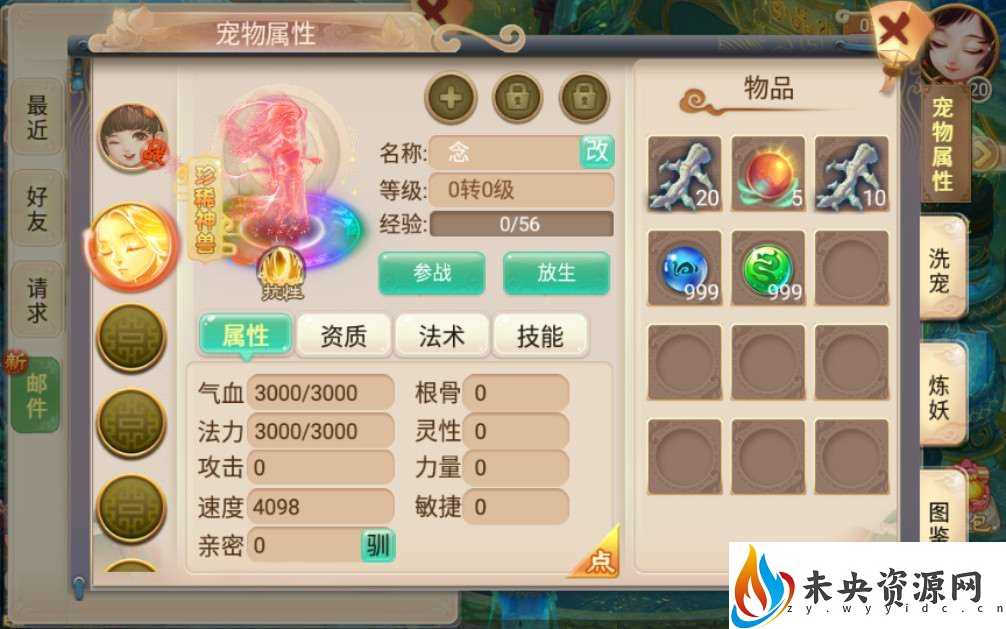 宠物属性
最近
好友
请求
新
邮件
珍稀神兽
抗性
名称: 念 改
等级: 0转0级
经验: 0/56
参战 放生
属性 资质 法术 技能
气血 3000/3000 根骨 0
法力 3000/3000 灵性 0
攻击 0 力量 0
速度 4098 敏捷 0
亲密 0 驯
点
物品
20 5 10
999 999
20
宠物属性
洗宠
炼妖
图鉴
包
未央资源网
zy.wyyidc.cn